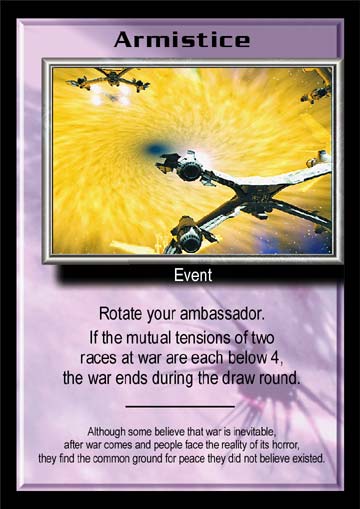 Armistice
Event
Rotate your ambassador.
If the mutual tensions of two
races at war are each below 4,
the war ends during the draw round.
Although some believe that war is inevitable,
after war comes and people face the reality of its horror,
they find the common ground for peace they did not believe existed.